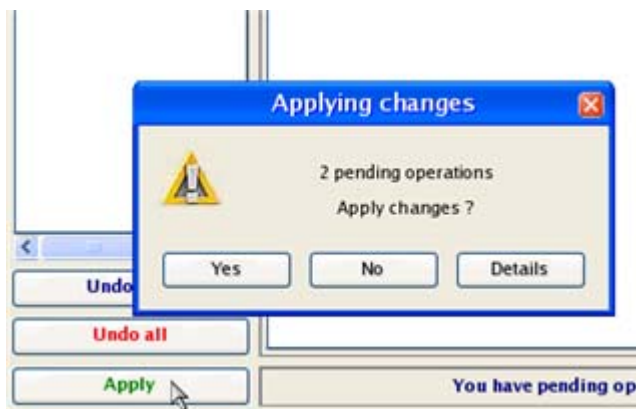 Applying changes
2 pending operations
Apply changes ?
Yes
No
Details
Undo
Undo all
Apply
You have pending op